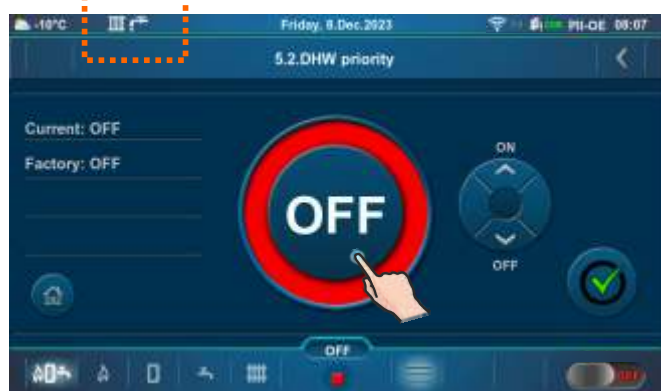 -10°C Friday, 8.Dec.2023 PII-OE 08:07
5.2.DHW priority
Current: OFF
Factory: OFF
OFF
ON
OFF
OFF
OFF